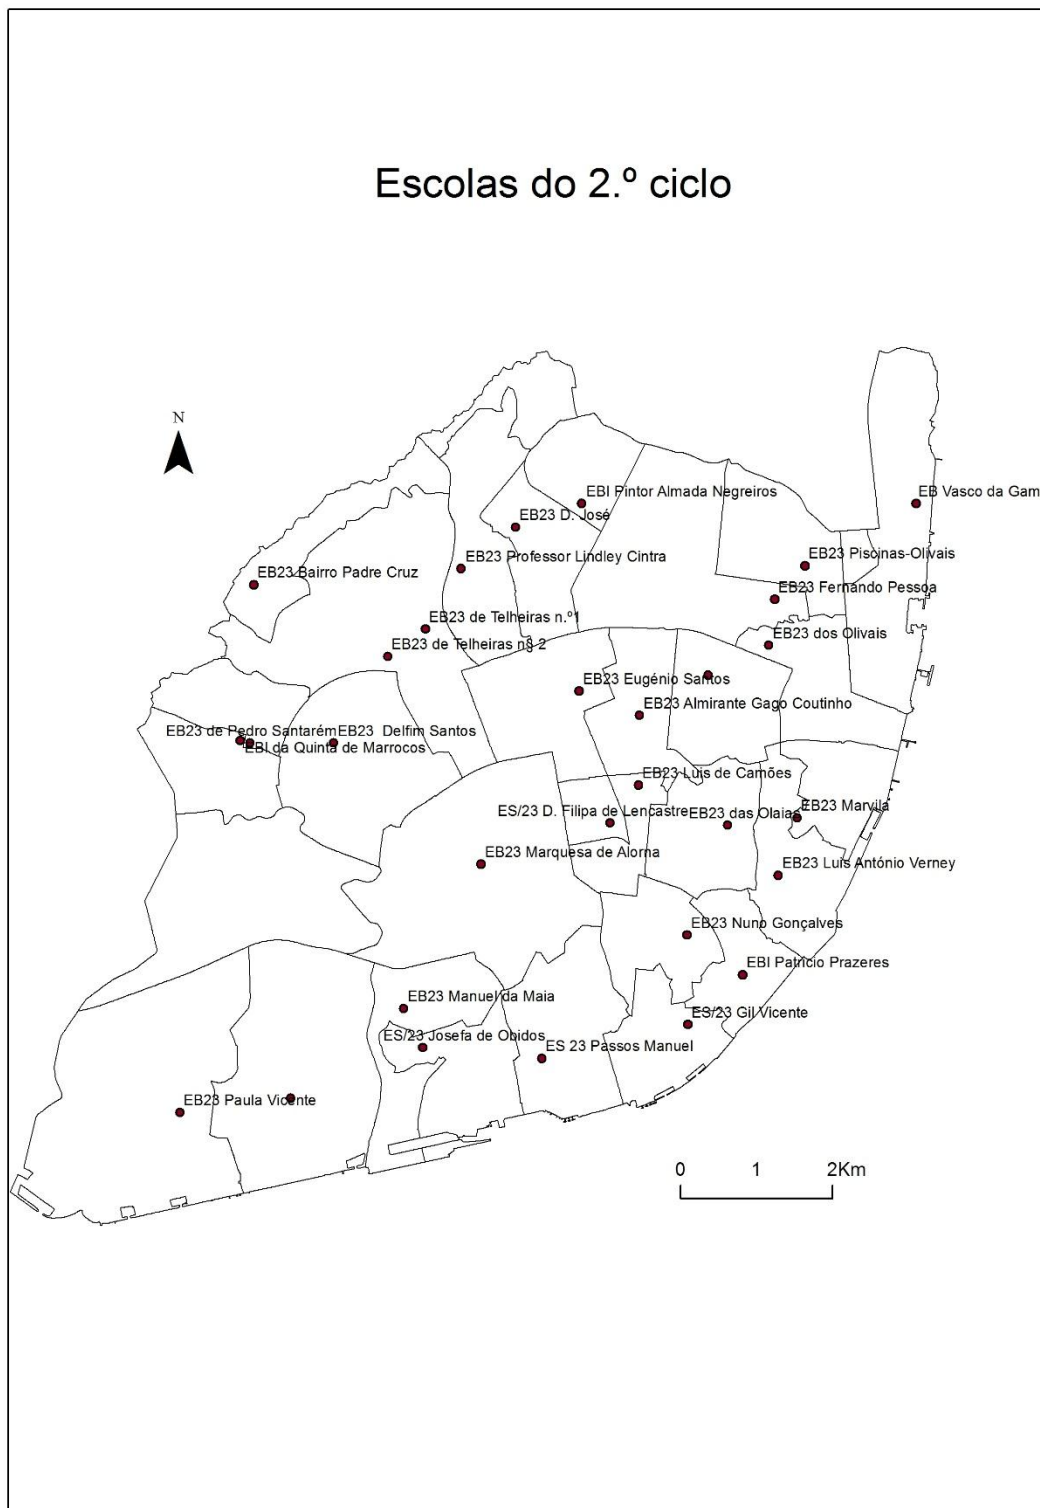 Escolas do 2.º ciclo
N
EBI Pintor Almada Negreiros
EB Vasco da Gam
EB23 D. José
EB23 Professor Lindley Cintra
EB23 Piscinas-Olivais
EB23 Bairro Padre Cruz
EB23 Fernando Pessoa
EB23 de Telheiras n.º1
EB23 dos Olivais
EB23 de Telheiras n§ 2
EB23 Eugénio Santos
EB23 Almirante Gago Coutinho
EB23 de Pedro Santarém
EB23 Delfim Santos
EBI da Quinta de Marrocos
EB23 Luis de Camões
ES/23 D. Filipa de Lencastre
EB23 das Olaias
EB23 Marvila
EB23 Marquesa de Alorna
EB23 Luis António Verney
EB23 Nuno Gonçalves
EBI Patricio Prazeres
EB23 Manuel da Maia
ES/23 Gil Vicente
ES/23 Josefa de Obidos
ES 23 Passos Manuel
EB23 Paula Vicente
0 1 2Km